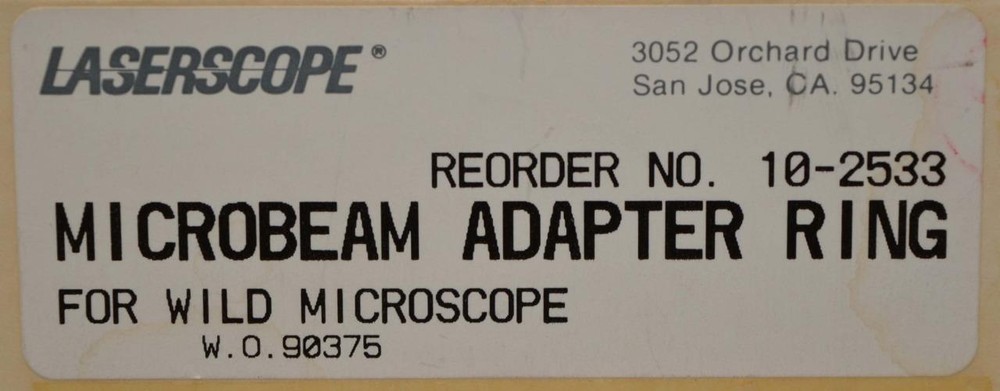 LASERSCOPE®
3052 Orchard Drive
San Jose, CA. 95134
REORDER NO. 10-2533
MICROBEAM ADAPTER RING
FOR WILD MICROSCOPE
W.O.90375